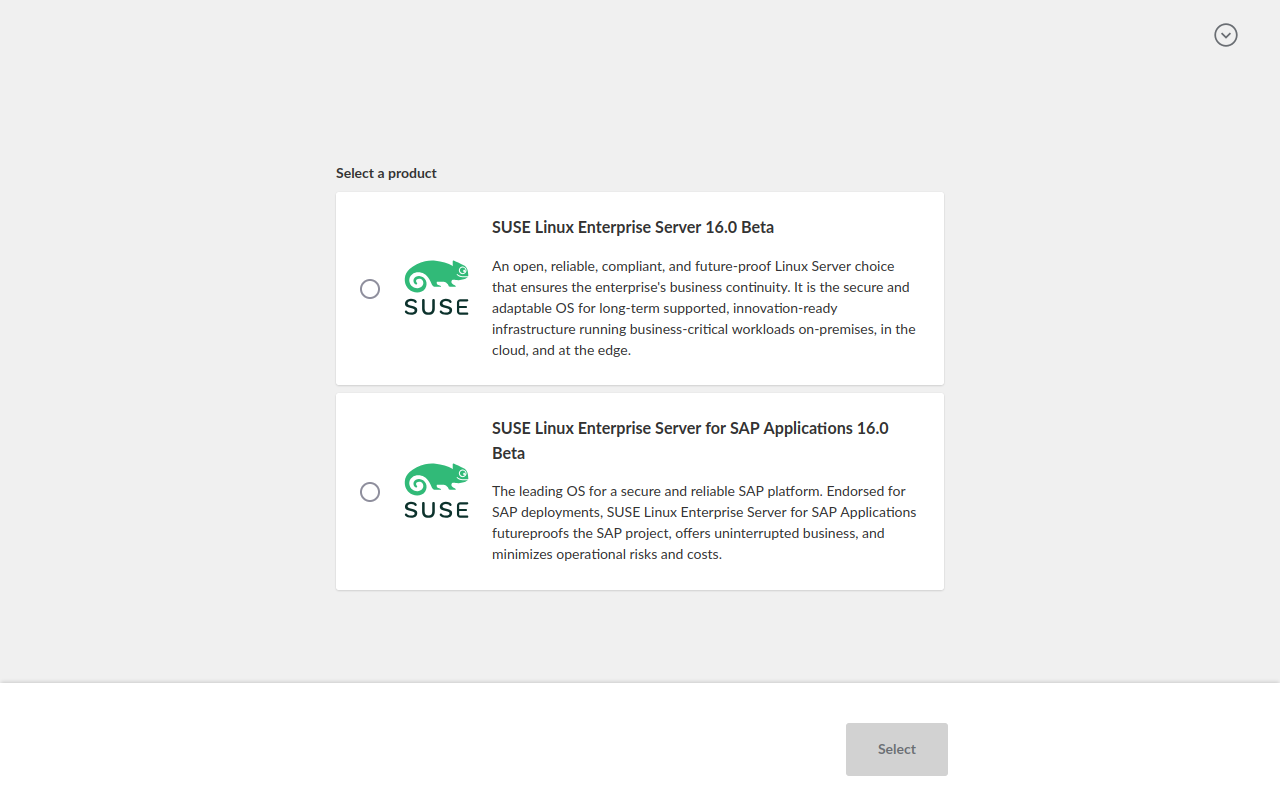 Select a product
SUSE Linux Enterprise Server 16.0 Beta
An open, reliable, compliant, and future-proof Linux Server choice
that ensures the enterprise's business continuity. It is the secure and
adaptable OS for long-term supported, innovation-ready
infrastructure running business-critical workloads on-premises, in the
cloud, and at the edge.
SUSE
SUSE Linux Enterprise Server for SAP Applications 16.0
Beta
The leading OS for a secure and reliable SAP platform. Endorsed for
SAP deployments, SUSE Linux Enterprise Server for SAP Applications
futureproofs the SAP project, offers uninterrupted business, and
minimizes operational risks and costs.
SUSE
Select